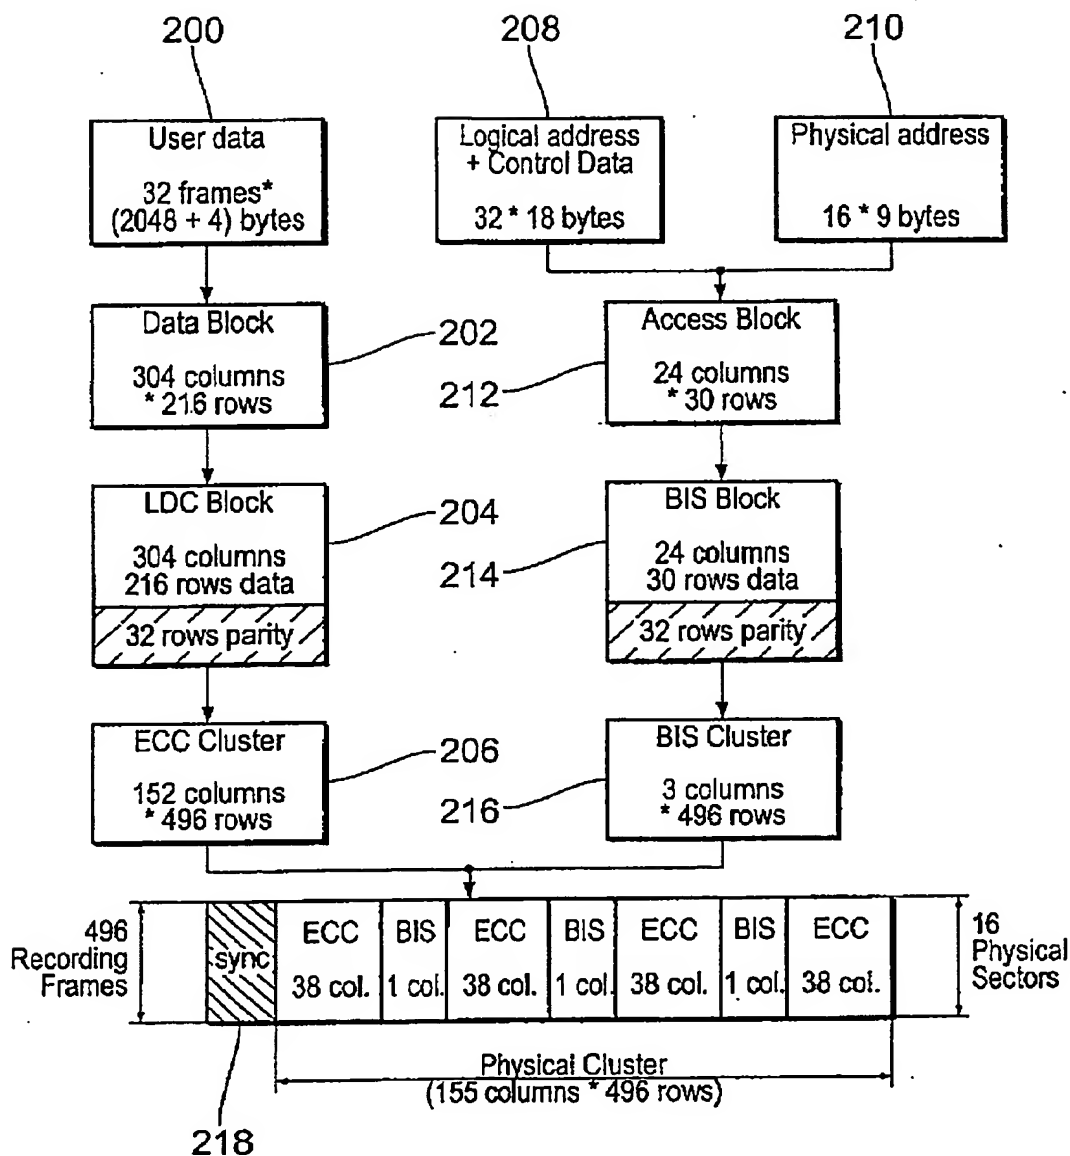 200
208
210
User data
32 frames*
(2048 + 4) bytes
Logical address
+ Control Data
32 * 18 bytes
Physical address
16 * 9 bytes
Data Block
304 columns
* 216 rows
202
212
Access Block
24 columns
* 30 rows
LDC Block
304 columns
216 rows data
32 rows parity
204
214
BIS Block
24 columns
30 rows data
32 rows parity
ECC Cluster
152 columns
* 496 rows
206
216
BIS Cluster
3 columns
* 496 rows
496
Recording
Frames
sync
ECC
38 col.
BIS
1 col.
ECC
38 col.
BIS
1 col.
ECC
38 col.
BIS
1 col.
ECC
38 col.
16
Physical
Sectors
Physical Cluster
(155 columns * 496 rows)
218